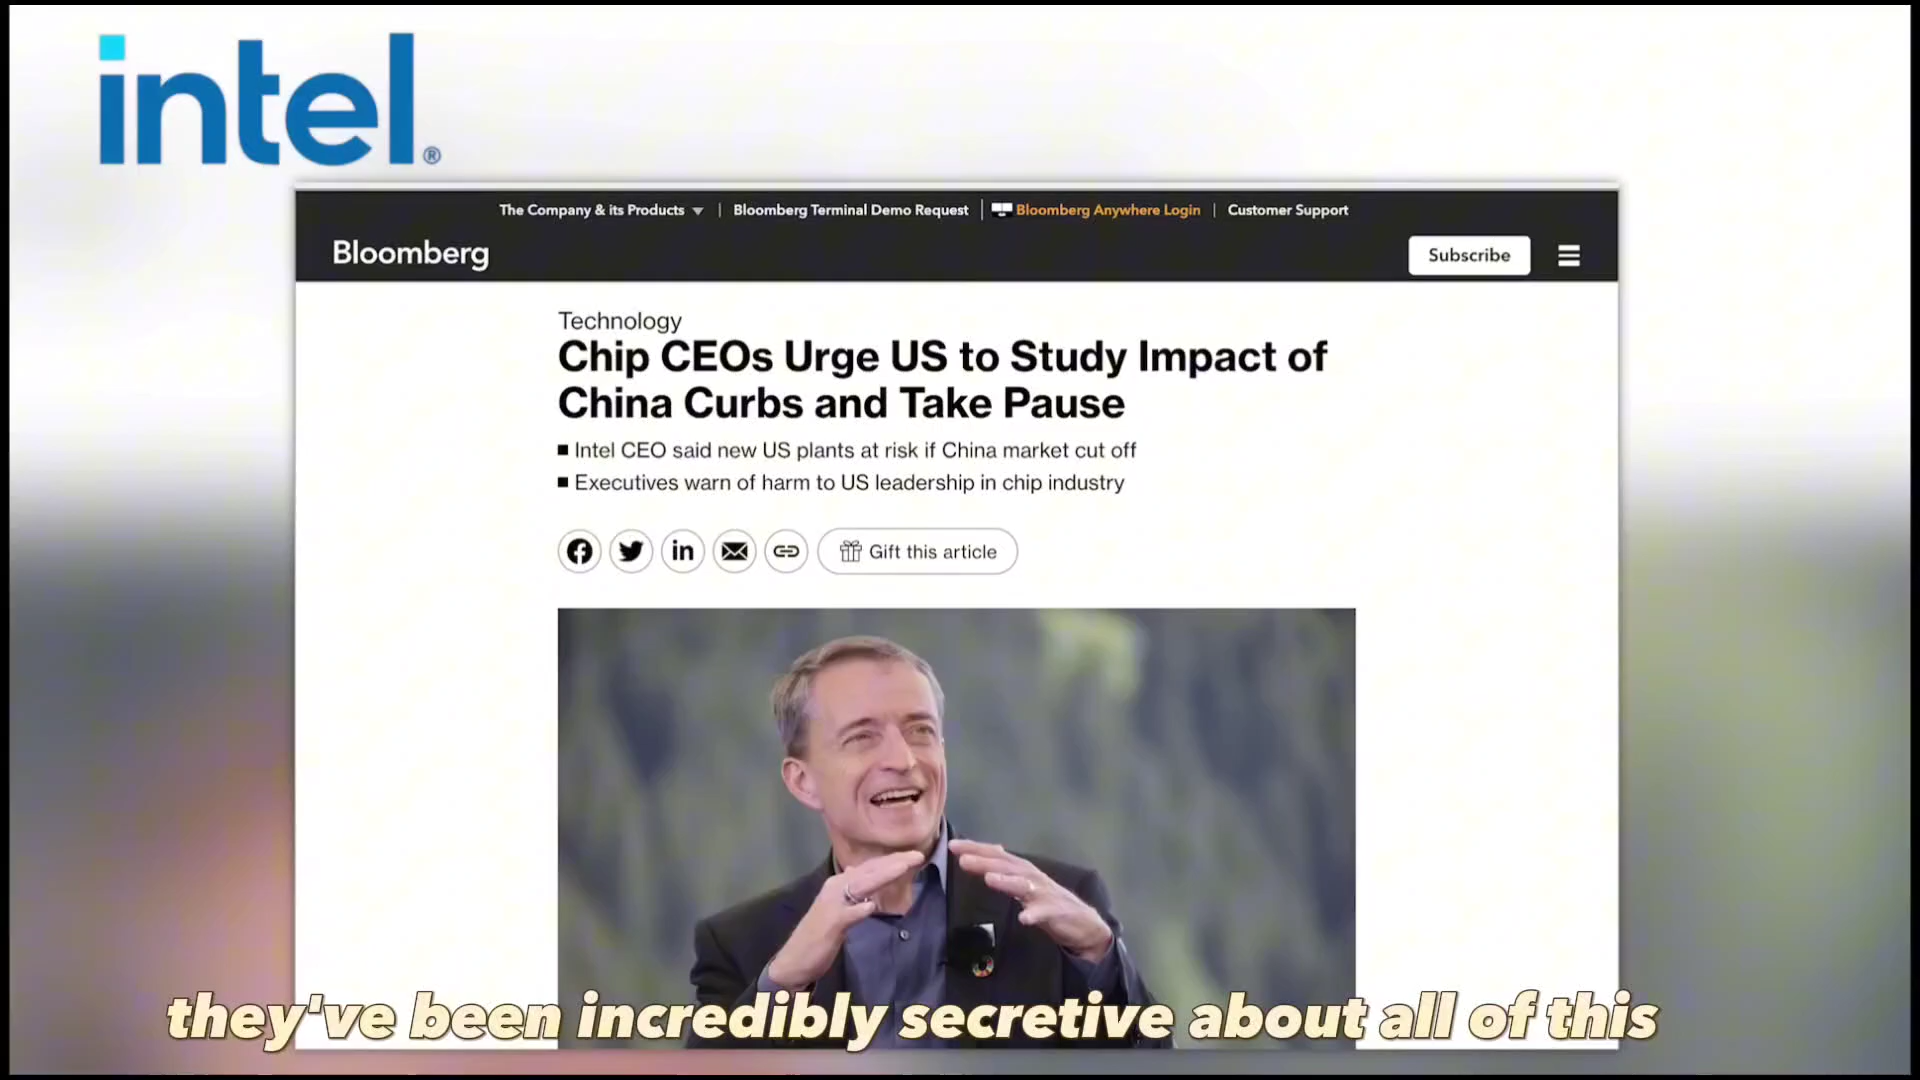 intel®
The Company & its Products | Bloomberg Terminal Demo Request | Bloomberg Anywhere Login | Customer Support
Bloomberg
Subscribe
Technology
Chip CEOs Urge US to Study Impact of
China Curbs and Take Pause
Intel CEO said new US plants at risk if China market cut off
Executives warn of harm to US leadership in chip industry
Gift this article
they've been incredibly secretive about all of this